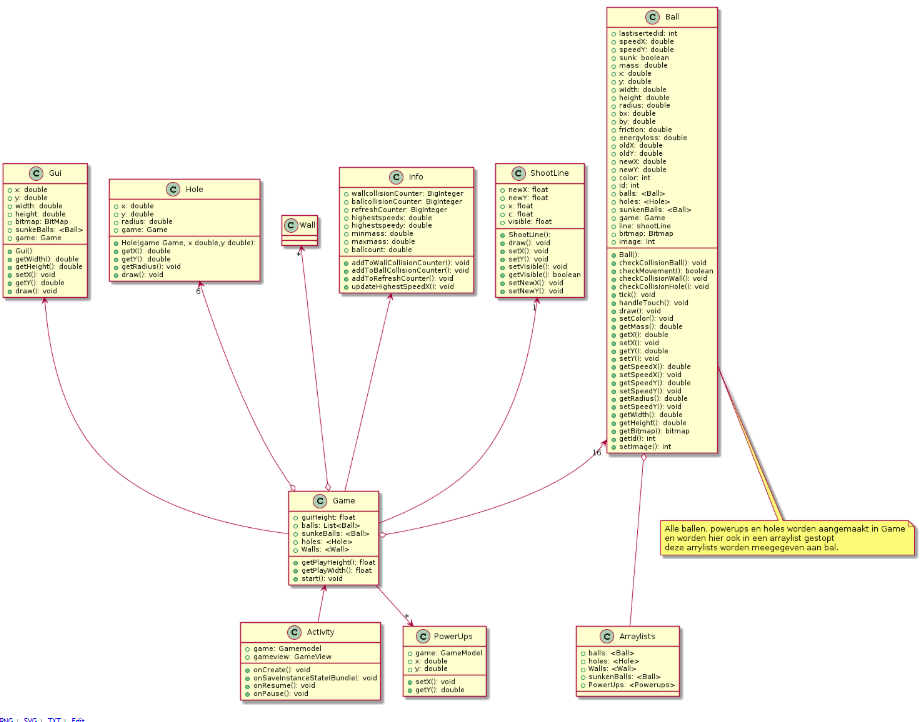 C Ball
lastisertedid: int
speedX: double
speedY: double
sunk: boolean
mass: double
x: double
y: double
width: double
height: double
radius: double
bx: double
by: double
friction: double
energyloss: double
oldX: double
oldY: double
newX: double
newY: double
color: int
id: int
balls: <Ball>
holes: <Hole>
sunkenBalls: <Ball>
game: Game
line: shootLine
bitmap: Bitmap
image: int
Ball()
checkCollisionBall(): void
checkMovement(): boolean
checkCollisionWall(): void
checkCollisionHole(): void
tick(): void
handleTouch(): void
draw(): void
setColor(): void
getMass(): double
getX(): double
setX(): void
getY(): double
setY(): void
getSpeedX(): double
setSpeedX(): void
getSpeedY(): double
setSpeedY(): void
getRadius(): double
setSpeedY(): void
getWidth(): double
getHeight(): double
getBitmap(): bitmap
getId(): int
setImage(): int
C Gui
x: double
y: double
width: double
height: double
bitmap: BitMap
sunkeBalls: <Ball>
game: Game
Gui()
getWidth(): double
getHeight(): double
setX(): void
getY(): double
draw(): void
C Hole
x: double
y: double
radius: double
game: Game
Hole(game Game, x double,y double):
getX(): double
getY(): double
getRadius(): void
draw(): void
C Wall
C Info
wallcollisionCounter: BigInteger
ballcollisionCounter: BigInteger
refreshCounter: BigInteger
highestspeedx: double
highestspeedy: double
minmass: double
maxmass: double
ballcount: double
addToWallCollisionCounter(): void
addToBallCollisionCounter(): void
addToRefreshCounter(): void
updateHighestSpeedX(): void
C ShootLine
newX: float
newY: float
x: float
c: float
visible: float
ShootLine():
draw(): void
setX(): void
setY(): void
setVisible(): void
getVisible(): boolean
setNewX(): void
setNewY(): void
6
*
1
16
C Game
guiHeight: float
balls: List<Ball>
sunkeBalls: <Ball>
holes: <Hole>
Walls: <Wall>
getPlayHeight(): float
getPlayWidth(): float
start(): void
Alle ballen. powerups en holes worden aangemaakt in Game
en worden hier ook in een araylist gestopt
deze arrylists worden meegegeven aan bal.
*
C Activity
game: Gamemodel
gameview: GameView
onCreate(): void
onSaveInstanceState(Bundle): void
onResume(): void
onPause(): void
C PowerUps
game: GameModel
x: double
y: double
setX(): void
getY(): double
C Arraylists
balls: <Ball>
holes: <Hole>
Walls: <Wall>
sunkenBalls: <Ball>
PowerUps: <Powerups>
PNG | SVG | TXT | Edit